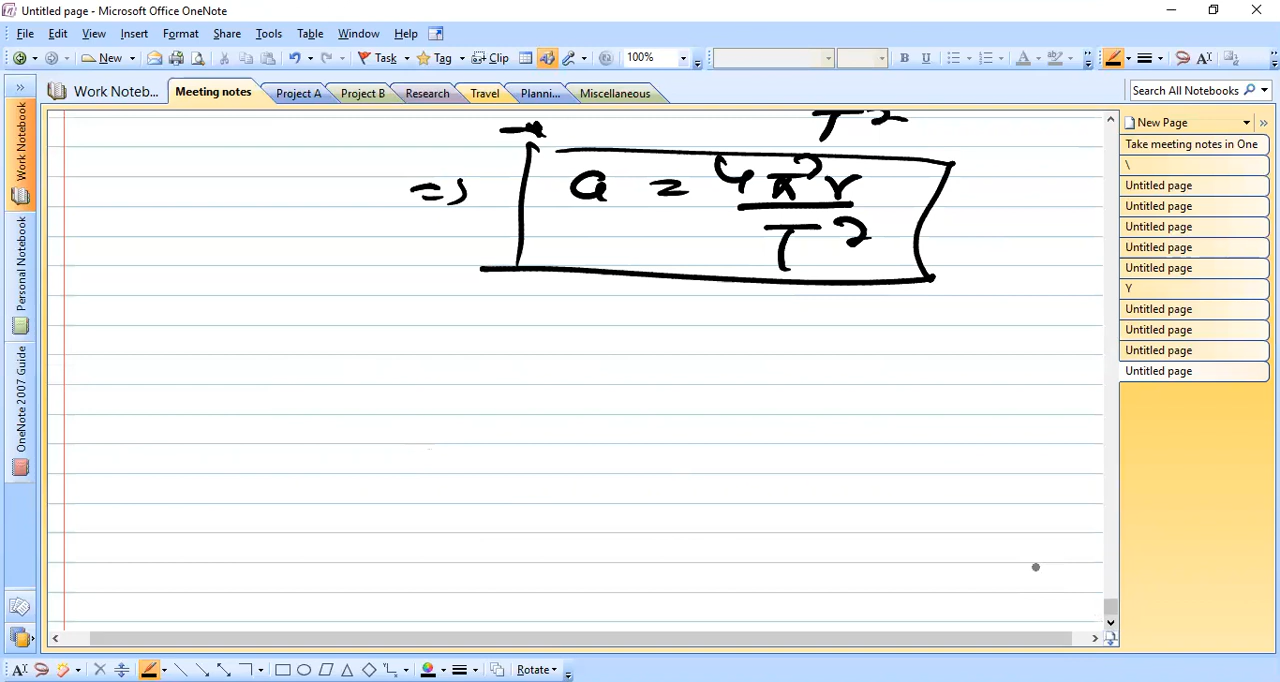 Untitled page - Microsoft Office OneNote
File Edit View Insert Format Share Tools Table Window Help
New Task Tag Clip 100% B U A ab A
Work Noteb... Meeting notes Project A Project B Research Travel Planni... Miscellaneous Search All Notebooks
New Page
Take meeting notes in One
\
Untitled page
Untitled page
Untitled page
Untitled page
Untitled page
Y
Untitled page
Untitled page
Untitled page
Untitled page
Work Notebook
Personal Notebook
OneNote 2007 Guide
T²
=> a = 4π²r
T²
A Rotate